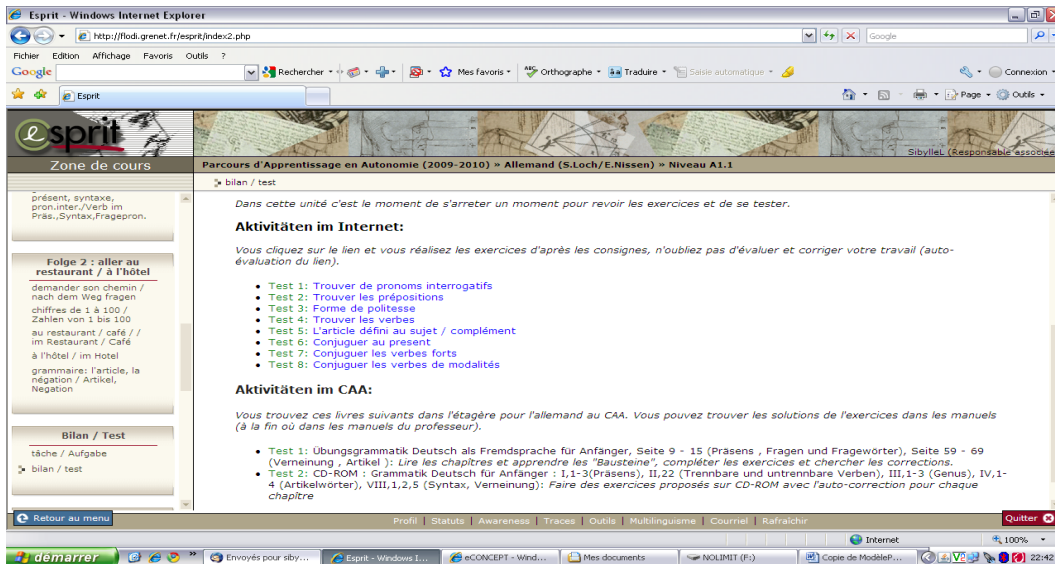 Esprit - Windows Internet Explorer
http://flodi.grenet.fr/esprit/index2.php
Google
Fichier Edition Affichage Favoris Outils ?
Google
Rechercher
Mes favoris
Orthographe
Traduire
Saisie automatique
Connexion
Esprit
Page
Outils
esprit
SibylleL (Responsable associée
Zone de cours
Parcours d'Apprentissage en Autonomie (2009-2010) » Allemand (S.Loch/E.Nissen) » Niveau A1.1
bilan / test
présent, syntaxe,
pron.inter./Verb im
Präs.,Syntax,Fragepron.
Folge 2 : aller au
restaurant / à l'hôtel
demander son chemin /
nach dem Weg fragen
chiffres de 1 à 100 /
Zahlen von 1 bis 100
au restaurant / café / /
im Restaurant / Café
à l'hôtel / im Hotel
grammaire: l'article, la
négation / Artikel,
Negation
Bilan / Test
tâche / Aufgabe
bilan / test
Dans cette unité c'est le moment de s'arreter un moment pour revoir les exercices et de se tester.
Aktivitäten im Internet:
Vous cliquez sur le lien et vous réalisez les exercices d'après les consignes, n'oubliez pas d'évaluer et corriger votre travail (auto-
évaluation du lien).
Test 1: Trouver de pronoms interrogatifs
Test 2: Trouver les prépositions
Test 3: Forme de politesse
Test 4: Trouver les verbes
Test 5: L'article défini au sujet / complément
Test 6: Conjuguer au present
Test 7: Conjuguer les verbes forts
Test 8: Conjuguer les verbes de modalités
Aktivitäten im CAA:
Vous trouvez ces livres suivants dans l'étagère pour l'allemand au CAA. Vous pouvez trouver les solutions de l'exercices dans les manuels
(à la fin où dans les manuels du professeur).
Test 1: Übungsgrammatik Deutsch als Fremdsprache für Anfänger, Seite 9 - 15 (Präsens , Fragen und Fragewörter), Seite 59 - 69
(Verneinung , Artikel ): Lire les chapîtres et apprendre les "Bausteine", compléter les exercices et chercher les corrections.
Test 2: CD-ROM : Grammatik Deutsch für Anfänger : I,1-3(Präsens), II,22 (Trennbare und untrennbare Verben), III,1-3 (Genus), IV,1-
4 (Artikelwörter), VIII,1,2,5 (Syntax, Verneinung): Faire des exercices proposés sur CD-ROM avec l'auto-correction pour chaque
chapître
Retour au menu
Profil | Statuts | Awareness | Traces | Outils | Multilinguisme | Courriel | Rafraîchir
Quitter
Internet
100%
démarrer
Envoyés pour siby...
Esprit - Windows I...
eCONCEPT - Wind...
Mes documents
NOLIMIT (F:)
Copie de ModèleP...
22:42